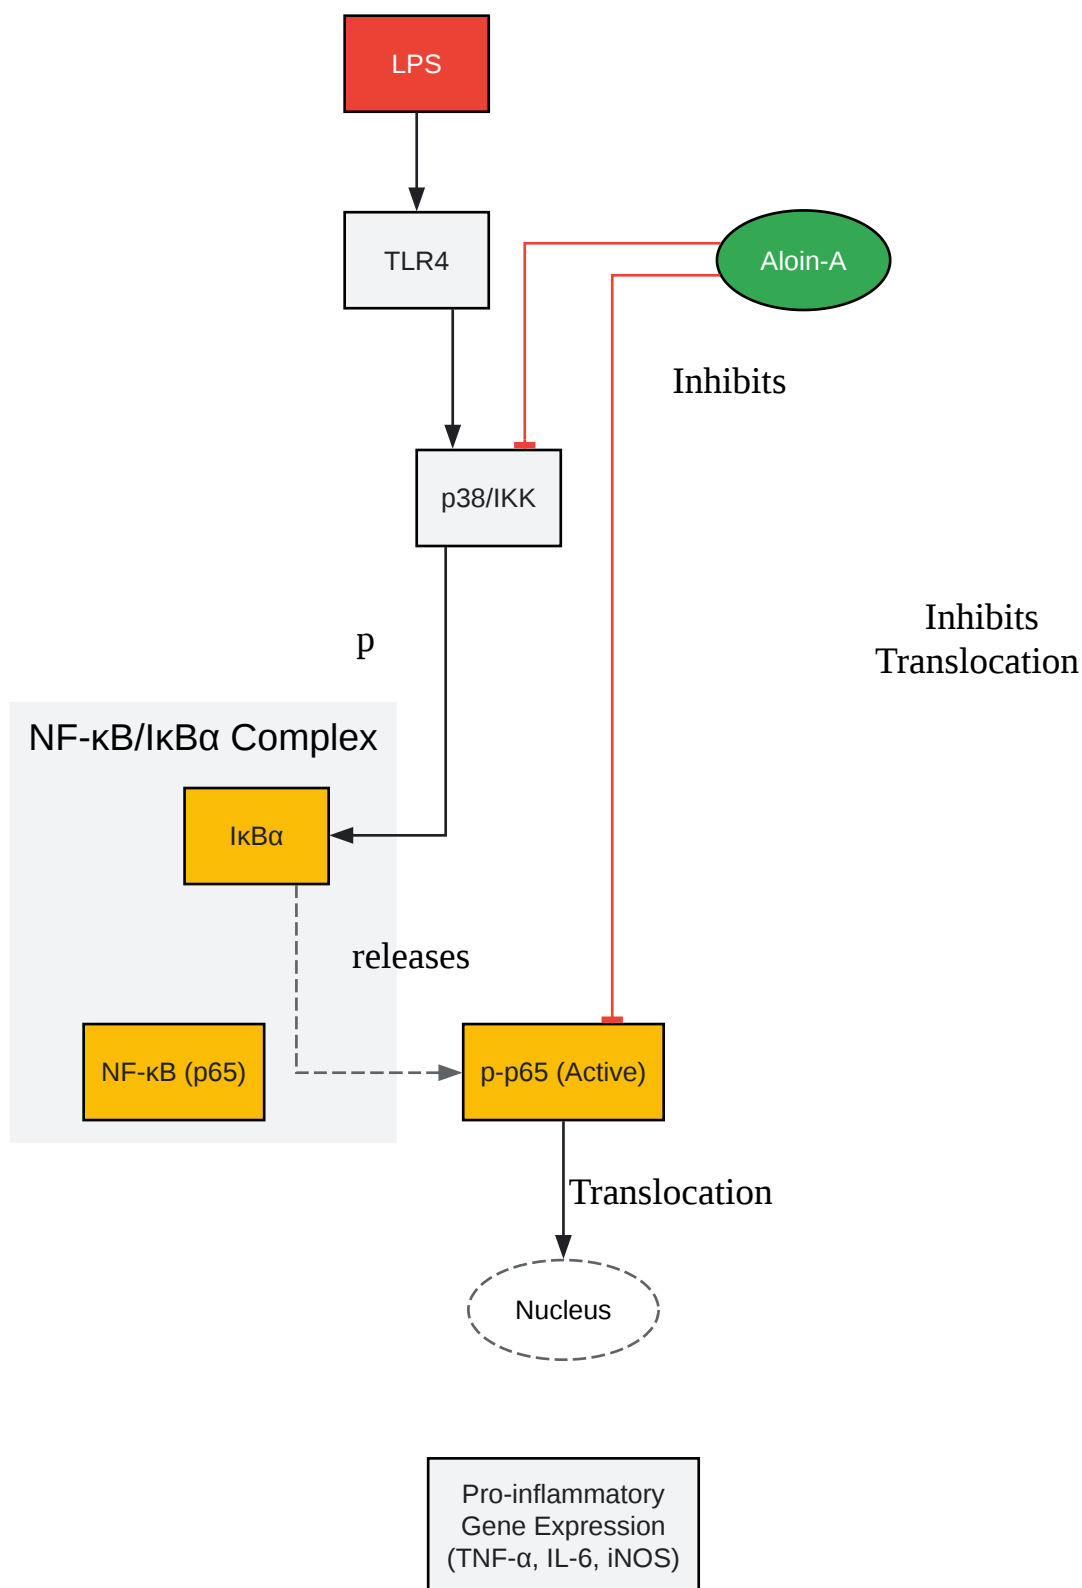 LPS
TLR4
Aloin-A
Inhibits
p38/IKK
Inhibits
Translocation
p
NF-κB/IκBα Complex
IκBα
releases
NF-κB (p65)
p-p65 (Active)
Translocation
Nucleus
Pro-inflammatory
Gene Expression
(TNF-α, IL-6, iNOS)